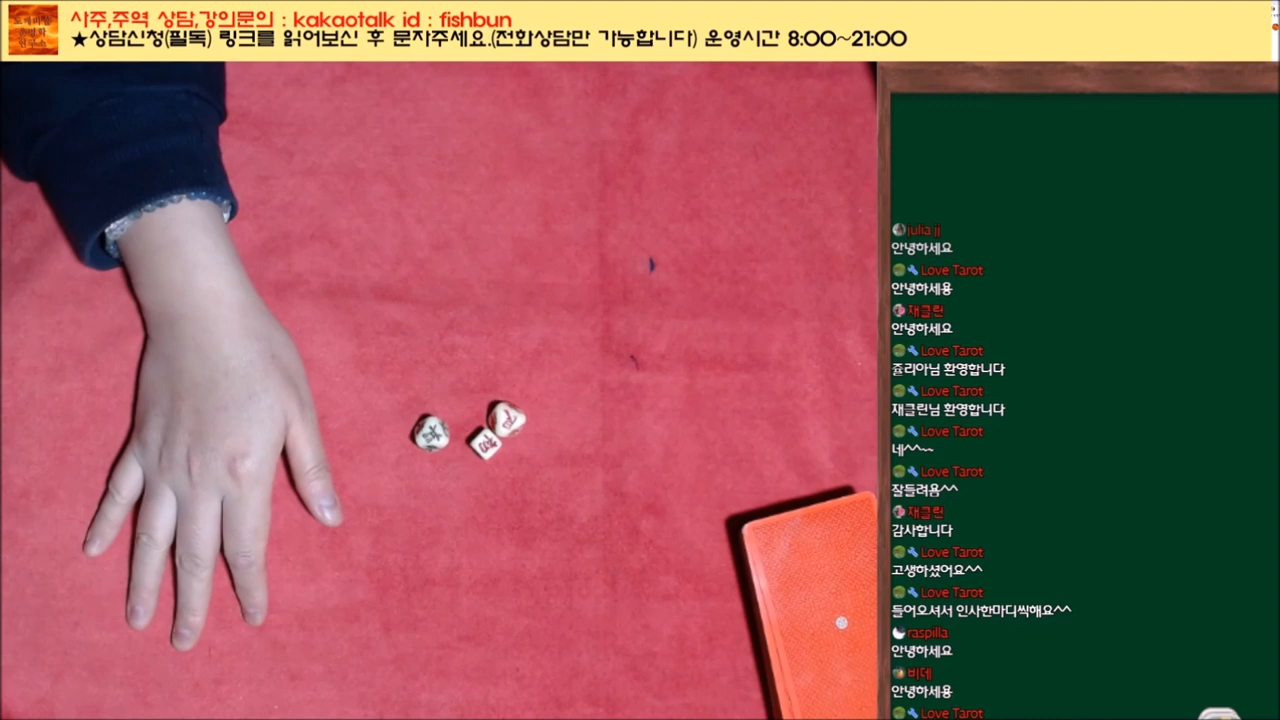 사주,주역 상담,강의문의 : kakaotalk id : fishbun
★상담신청(필독) 링크를 읽어보신 후 문자주세요.(전화상담만 가능합니다) 운영시간 8:00~21:00
julia jj
안녕하세요
Love Tarot
안녕하세용
재클린
안녕하세요
Love Tarot
쥴리아님 환영합니다
Love Tarot
재클린님 환영합니다
Love Tarot
네^^~~
Love Tarot
잘들려욤^^
재클린
감사합니다
Love Tarot
고생하셨어요^^
Love Tarot
들어오셔서 인사한마디씩해요^^
raspilla
안녕하세요
비데
안녕하세용
Love Tarot